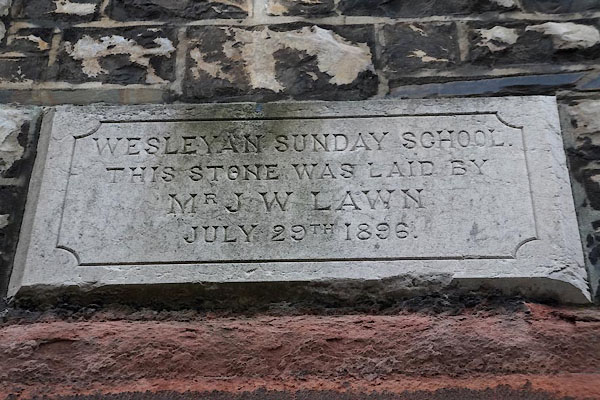 WESLEYAN SUNDAY SCHOOL.
THIS STONE WAS LAID BY
MR J W LAWN
JULY 29TH 1896.